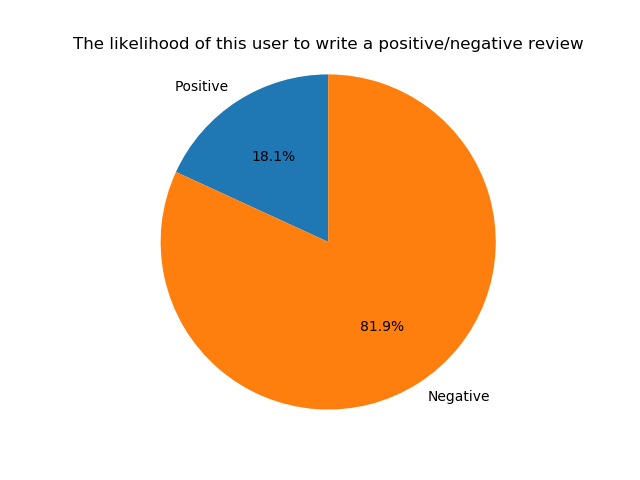 The likelihood of this user to write a positive/negative review
Positive
18.1%
81.9%
Negative